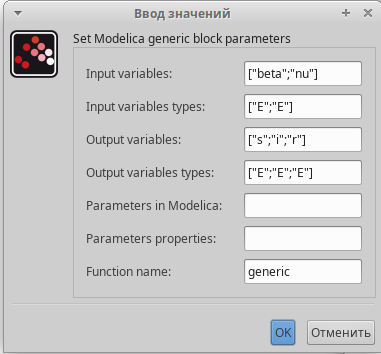 Ввод значений
Set Modelica generic block parameters
Input variables: ["beta";"nu"]
Input variables types: ["E";"E"]
Output variables: ["s";"i";"r"]
Output variables types: ["E";"E";"E"]
Parameters in Modelica:
Parameters properties:
Function name: generic
OK Отменить